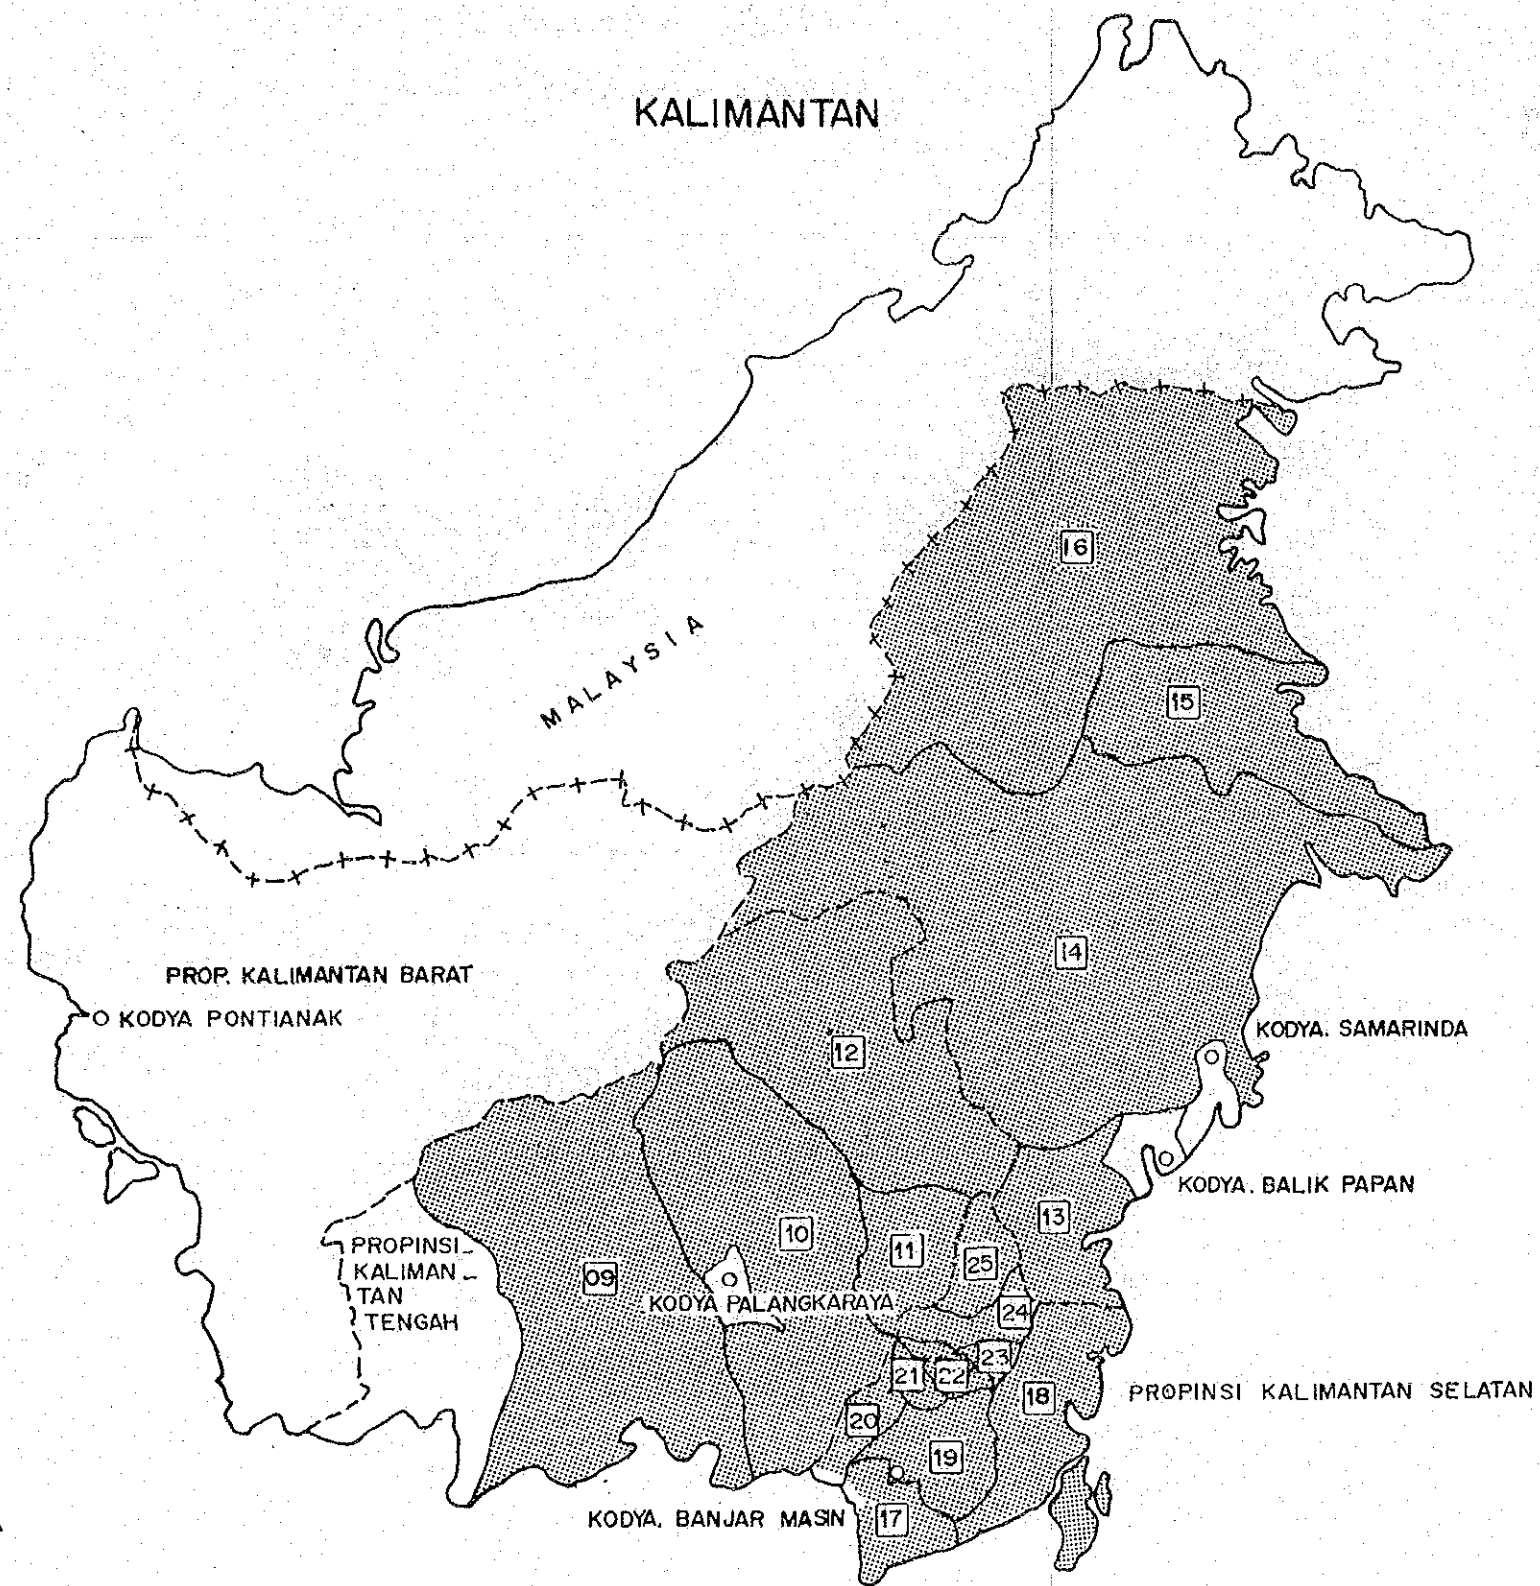 KALIMANTAN
16
MALAYSIA
15
14
PROP. KALIMANTAN BARAT
KODYA PONTIANAK
KODYA. SAMARINDA
12
KODYA. BALIK PAPAN
13
10
11
PROPINSI_
KALIMAN_
TAN
TENGAH
09
25
KODYA PALANGKARAYA
24
23
21
22
18
PROPINSI KALIMANTAN SELATAN
20
19
KODYA. BANJAR MASIN
17